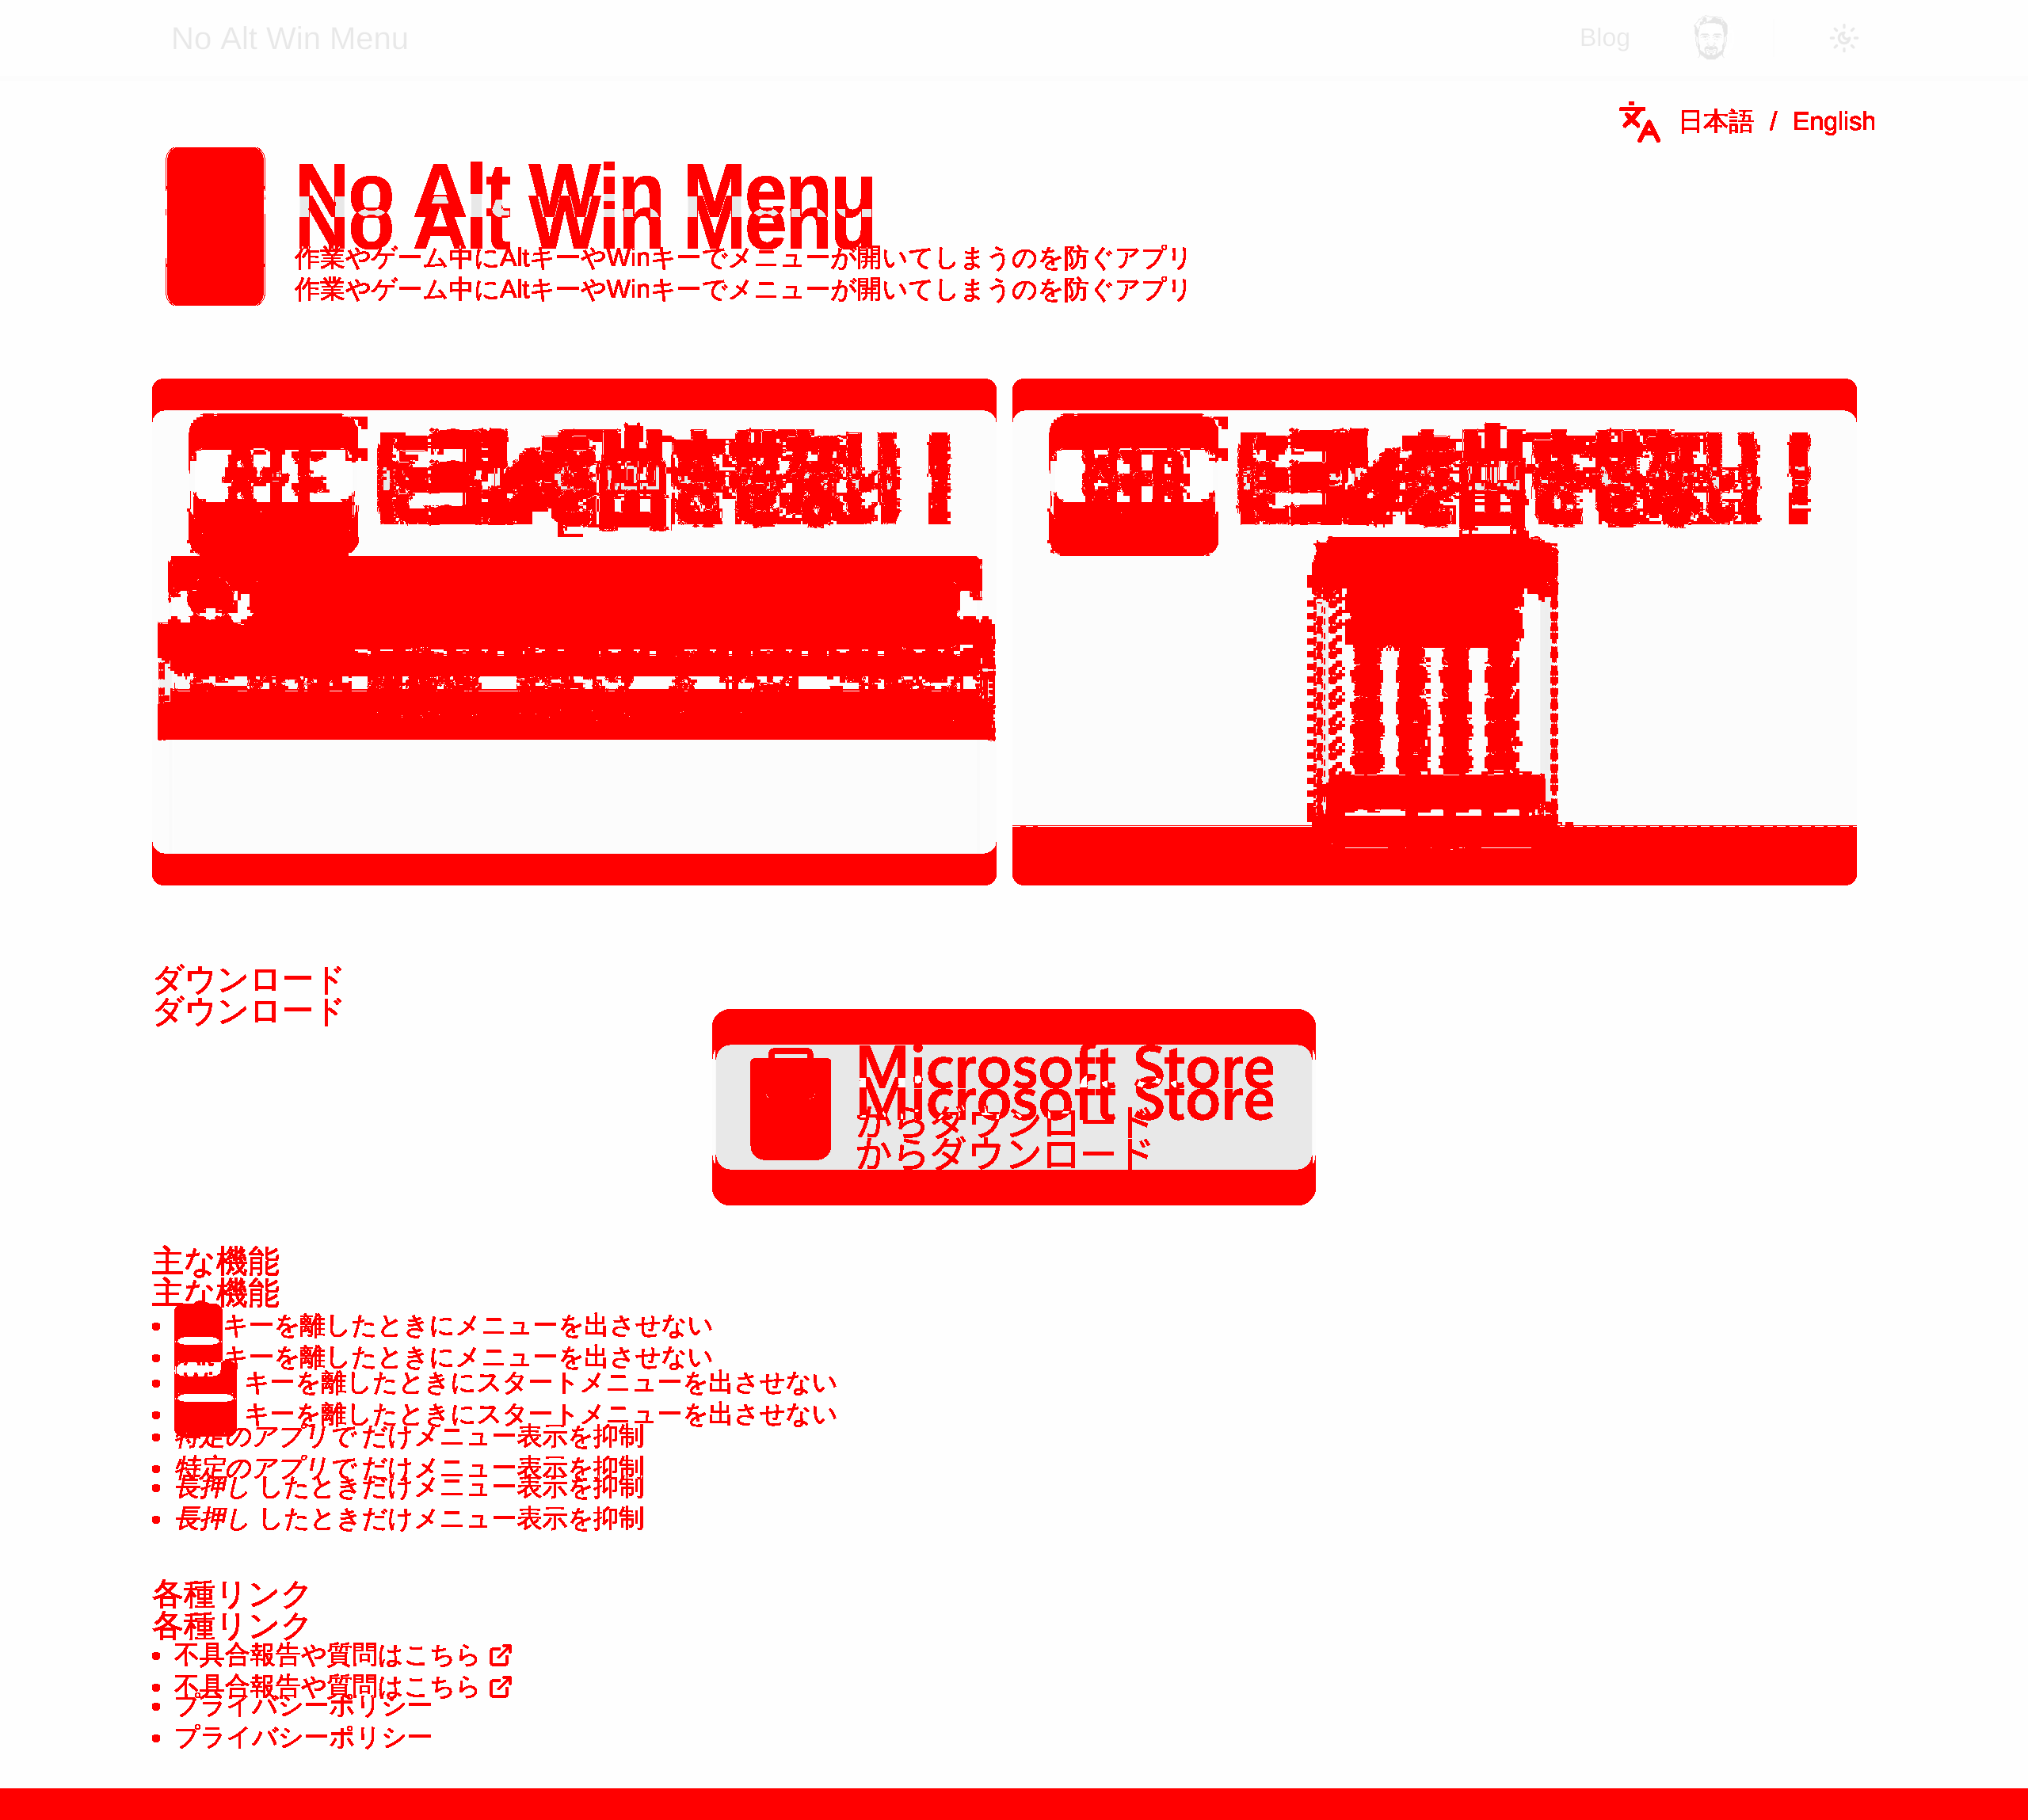 No Alt Win Menu
Blog
日本語 / English
No Alt Win Menu
No Alt Win Menu
作業やゲーム中にAltキーやWinキーでメニューが開いてしまうのを防ぐアプリ
作業やゲーム中にAltキーやWinキーでメニューが開いてしまうのを防ぐアプリ
ダウンロード
ダウンロード
Microsoft Store
Microsoft Store
からダウンロード
からダウンロード
主な機能
主な機能
• キーを離したときにメニューを出させない
• Alt キーを離したときにメニューを出させない
• キーを離したときにスタートメニューを出させない
• キーを離したときにスタートメニューを出させない
• 特定のアプリでだけメニュー表示を抑制
• 特定のアプリでだけメニュー表示を抑制
• 長押し したときだけメニュー表示を抑制
• 長押し したときだけメニュー表示を抑制
各種リンク
各種リンク
• 不具合報告や質問はこちら
• 不具合報告や質問はこちら
• プライバシーポリシー
• プライバシーポリシー